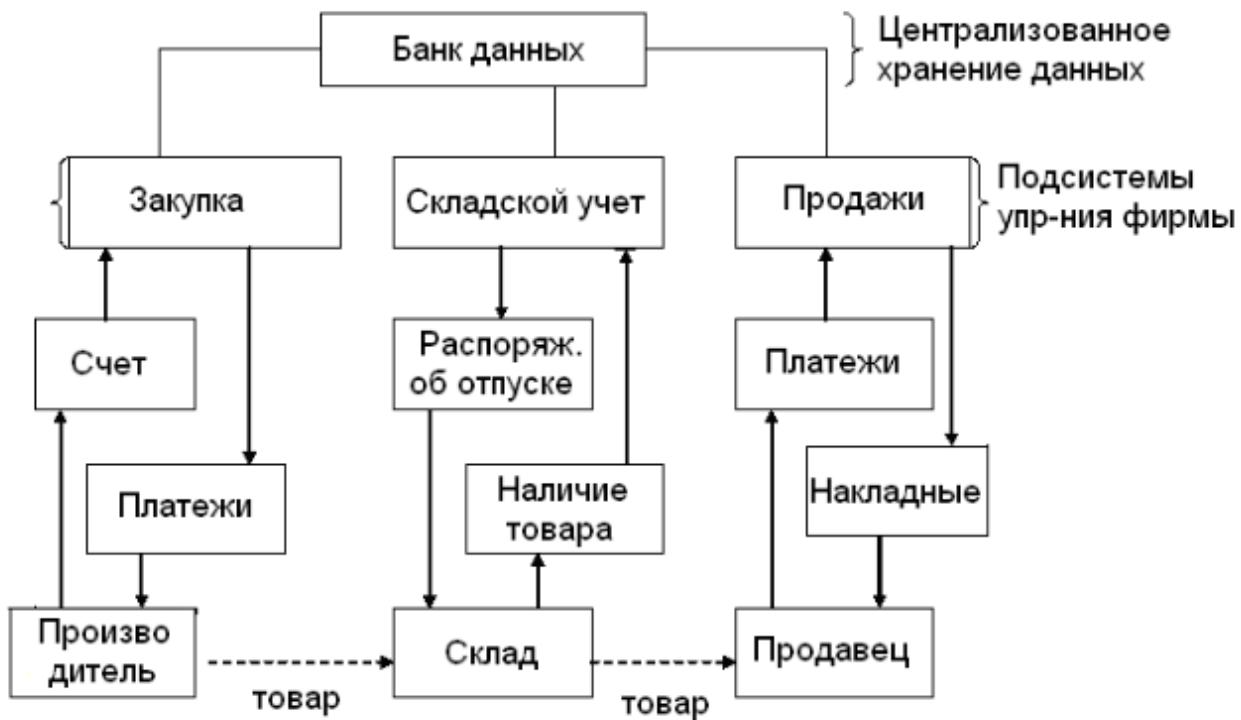 Банк данных
Централизованное
хранение данных
Закупка
Складской учет
Продажи
Подсистемы
упр-ния фирмы
Счет
Распоряж.
об отпуске
Платежи
Платежи
Наличие
товара
Накладные
Произво
дитель
Склад
Продавец
товар
товар